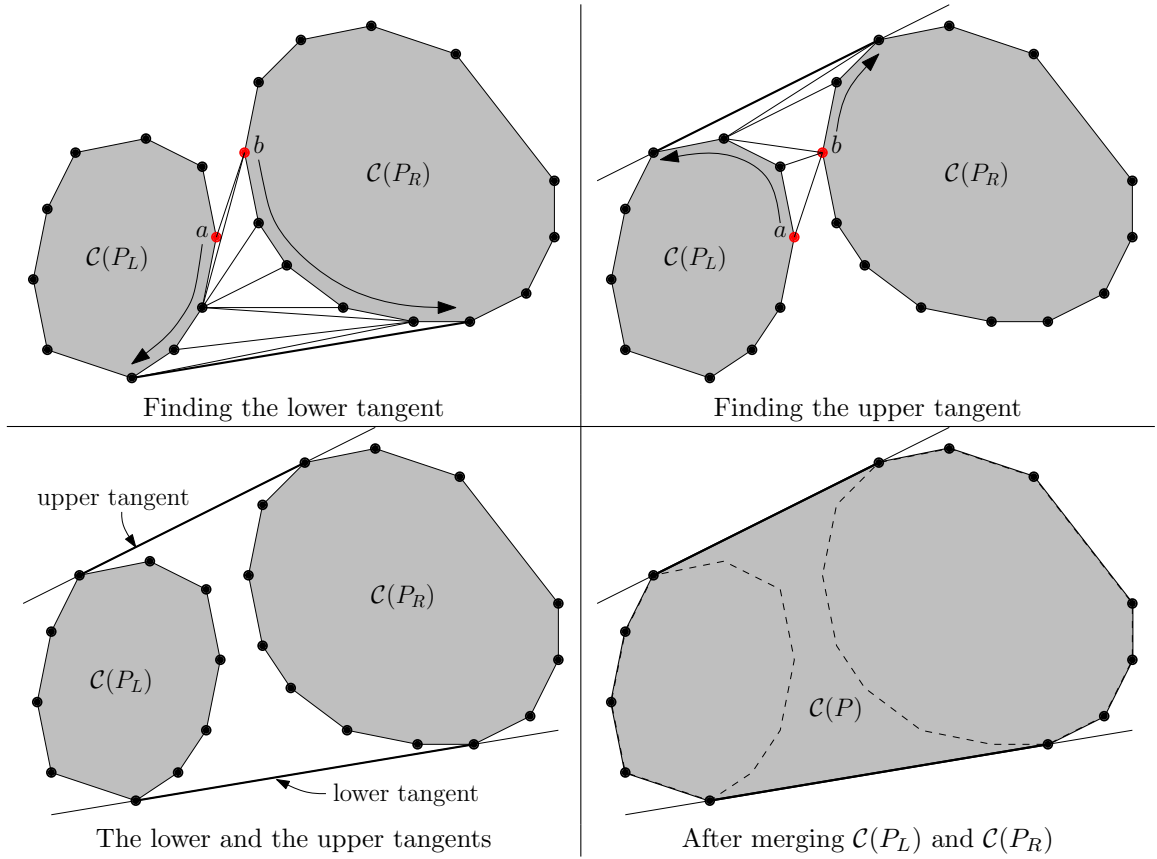 b
C(P_R)
a
C(P_L)
Finding the lower tangent
b
C(P_R)
a
C(P_L)
Finding the upper tangent
upper tangent
C(P_R)
C(P_L)
lower tangent
The lower and the upper tangents
C(P)
After merging C(P_L) and C(P_R)